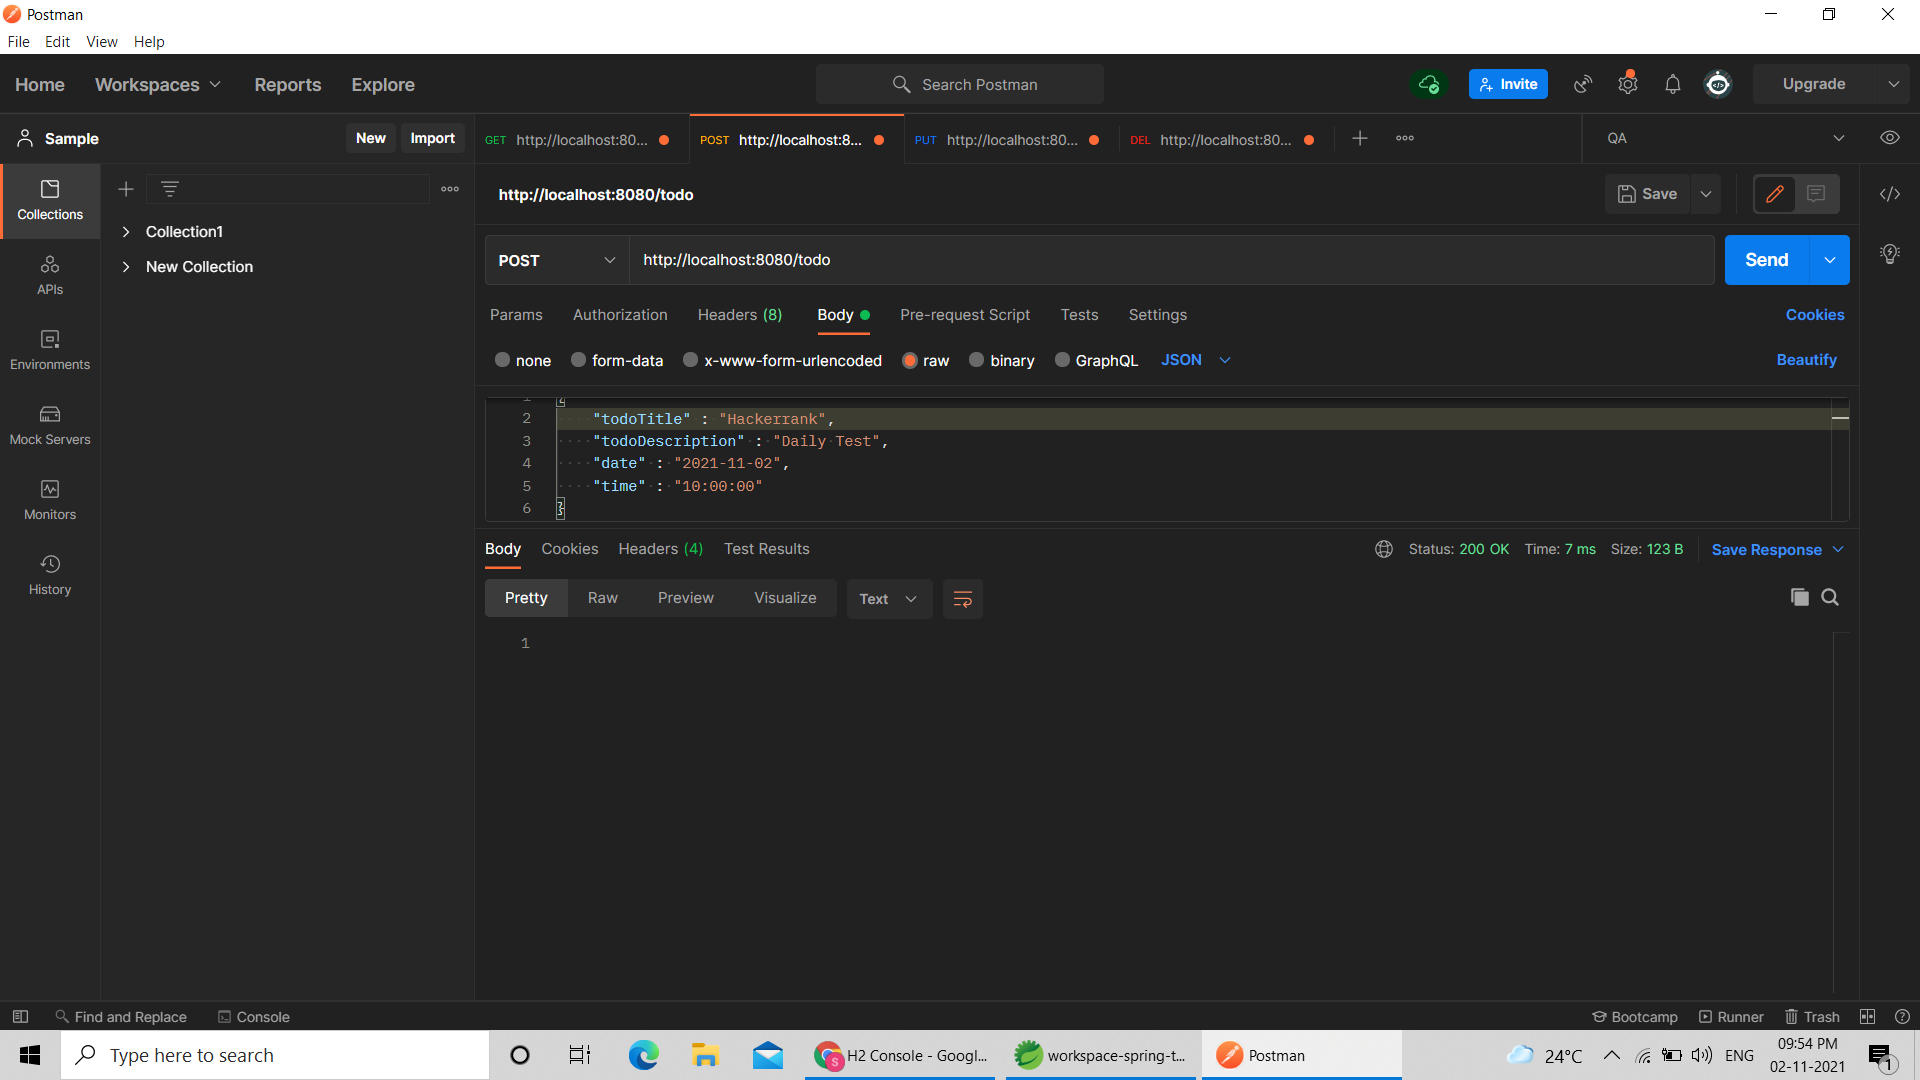 Postman
File Edit View Help
Home Workspaces Reports Explore Search Postman Invite Upgrade
Sample New Import GET http://localhost:80... POST http://localhost:8... PUT http://localhost:80... DEL http://localhost:80... QA
http://localhost:8080/todo Save
Collections
Collection1
New Collection
APIs
Environments
Mock Servers
Monitors
History
POST http://localhost:8080/todo Send
Params Authorization Headers (8) Body Pre-request Script Tests Settings Cookies
none form-data x-www-form-urlencoded raw binary GraphQL JSON Beautify
1 {
2 "todoTitle" : "Hackerrank",
3 "todoDescription" : "Daily Test",
4 "date" : "2021-11-02",
5 "time" : "10:00:00"
6 }
Body Cookies Headers (4) Test Results Status: 200 OK Time: 7 ms Size: 123 B Save Response
Pretty Raw Preview Visualize Text
1
Find and Replace Console Bootcamp Runner Trash
Type here to search H2 Console - Googl... workspace-spring-t... Postman 24°C ENG 09:54 PM
02-11-2021 1